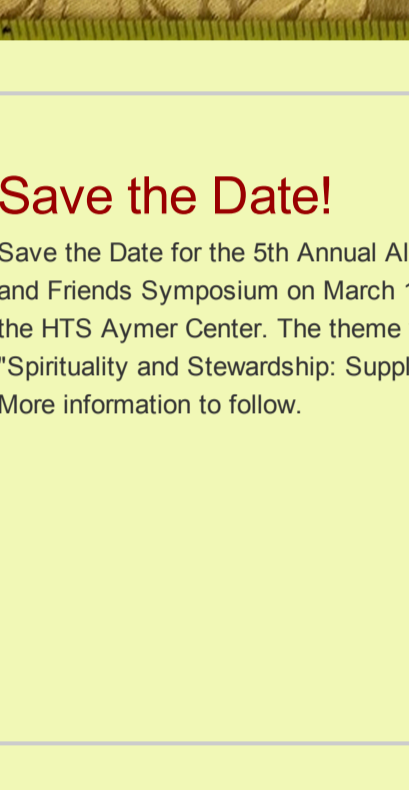 Save the Date!
Save the Date for the 5th Annual Al
and Friends Symposium on March 1
the HTS Aymer Center. The theme
"Spirituality and Stewardship: Suppl
More information to follow.